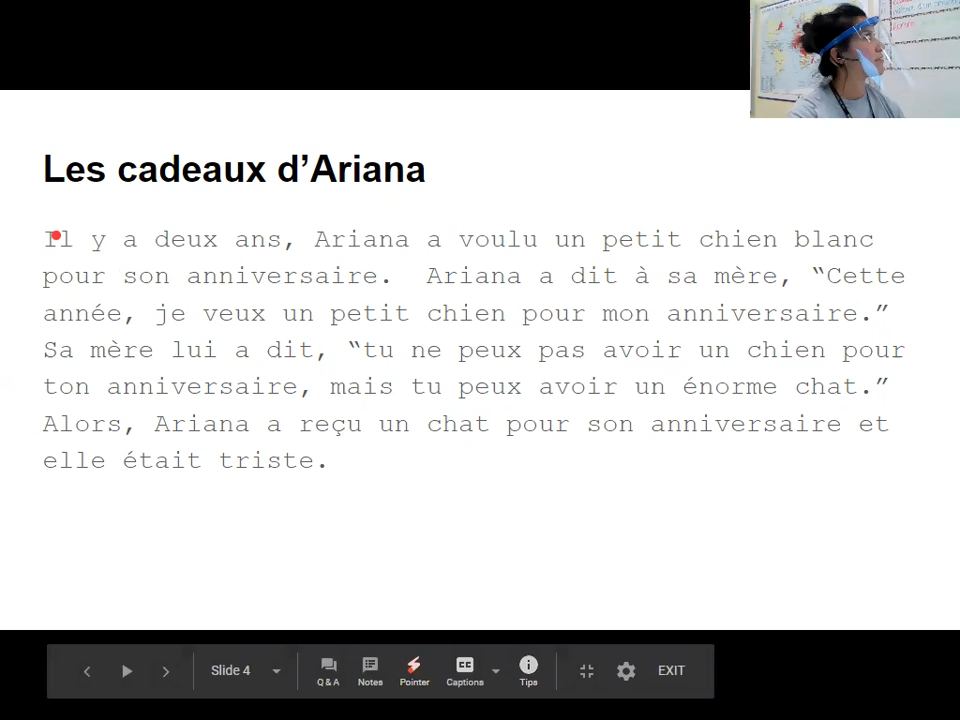 Les cadeaux d’Ariana
Il y a deux ans, Ariana a voulu un petit chien blanc
pour son anniversaire.  Ariana a dit à sa mère, “Cette
année, je veux un petit chien pour mon anniversaire.”
Sa mère lui a dit, “tu ne peux pas avoir un chien pour
ton anniversaire, mais tu peux avoir un énorme chat.”
Alors, Ariana a reçu un chat pour son anniversaire et
elle était triste.
Slide 4
Q & A
Notes
Pointer
CC
Captions
Tips
EXIT